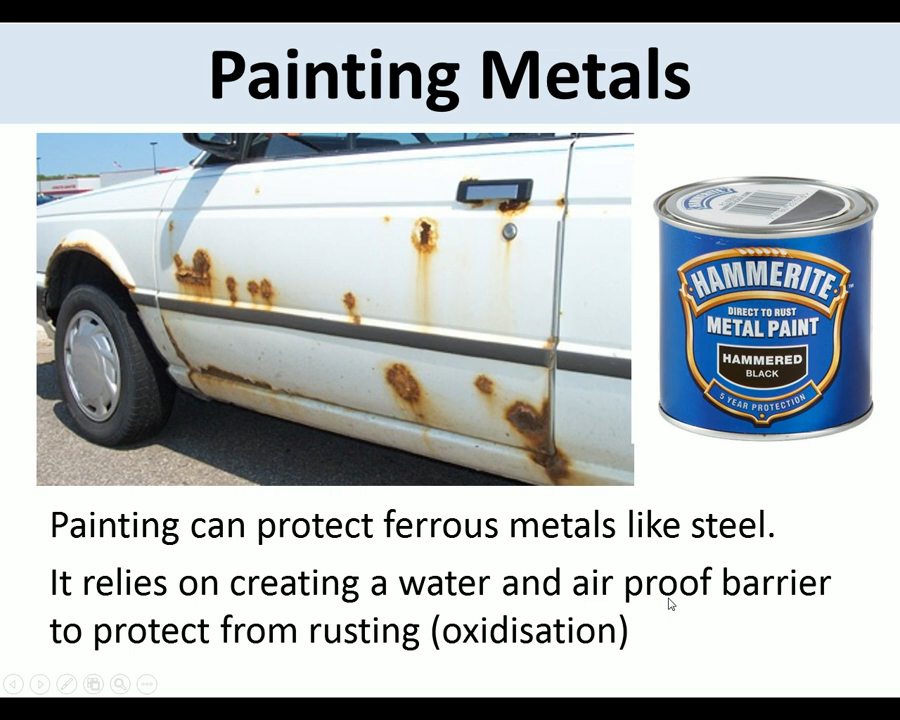 Painting Metals
HAMMERITE
DIRECT TO RUST
METAL PAINT
HAMMERED
BLACK
5 YEAR PROTECTION
Painting can protect ferrous metals like steel.
It relies on creating a water and air proof barrier
to protect from rusting (oxidisation)